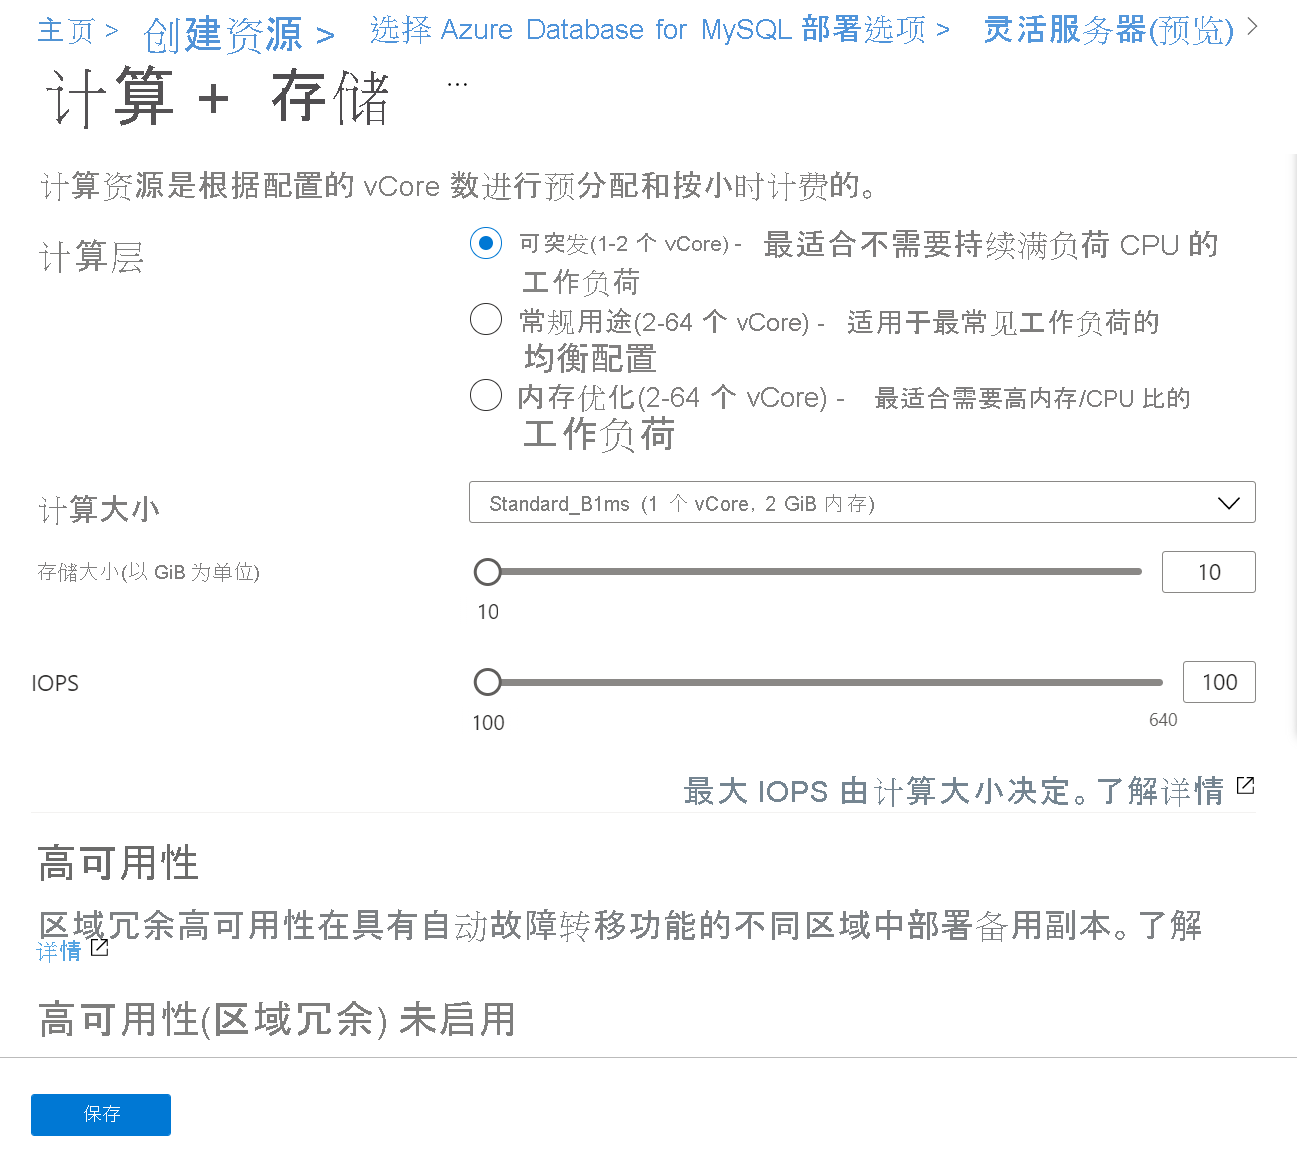 主页 > 创建资源 > 选择 Azure Database for MySQL 部署选项 > 灵活服务器(预览) >
计算 + 存储 ...
计算资源是根据配置的 vCore 数进行预分配和按小时计费的。
计算层
可突发(1-2 个 vCore) - 最适合不需要持续满负荷 CPU 的
工作负荷
常规用途(2-64 个 vCore) - 适用于最常见工作负荷的
均衡配置
内存优化(2-64 个 vCore) - 最适合需要高内存/CPU 比的
工作负荷
计算大小
Standard_B1ms (1 个 vCore, 2 GiB 内存)
存储大小(以 GiB 为单位)
10
10
IOPS
100
100
640
最大 IOPS 由计算大小决定。了解详情
高可用性
区域冗余高可用性在具有自动故障转移功能的不同区域中部署备用副本。了解
详情
高可用性(区域冗余) 未启用
保存